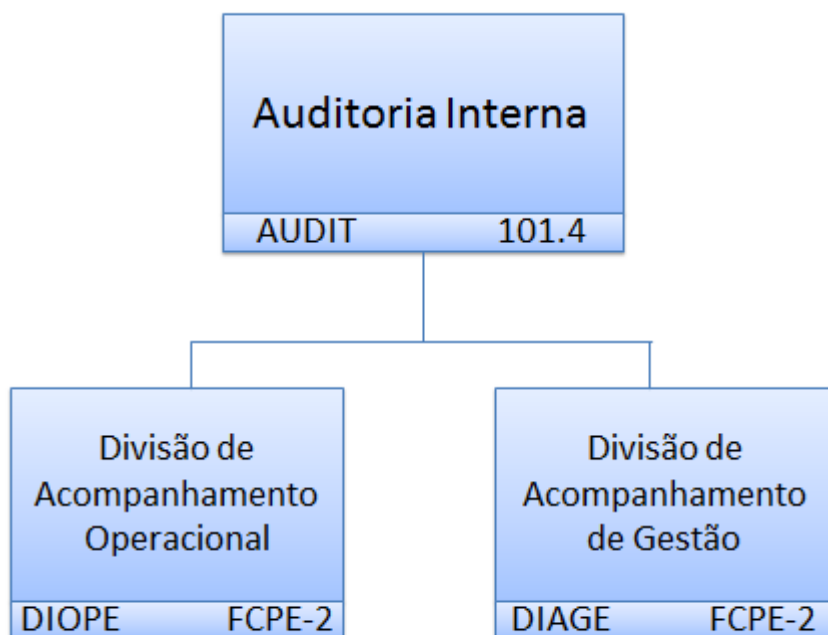 Auditoria Interna
AUDIT 101.4
Divisão de
Acompanhamento
Operacional
DIOPE FCPE-2
Divisão de
Acompanhamento
de Gestão
DIAGE FCPE-2